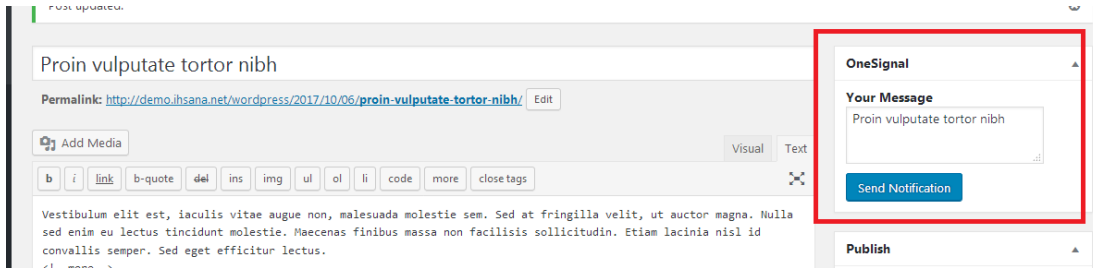 Post updated.
Proin vulputate tortor nibh
Permalink: http://demo.ihsana.net/wordpress/2017/10/06/proin-vulputate-tortor-nibh/ Edit
Add Media
Visual Text
b i link b-quote del ins img ul ol li code more close tags
Vestibulum elit est, iaculis vitae augue non, malesuada molestie sem. Sed at fringilla velit, ut auctor magna. Nulla
sed enim eu lectus tincidunt molestie. Maecenas finibus massa non facilisis sollicitudin. Etiam lacinia nisl id
convallis semper. Sed eget efficitur lectus.
<!--more-->
OneSignal
Your Message
Proin vulputate tortor nibh
Send Notification
Publish